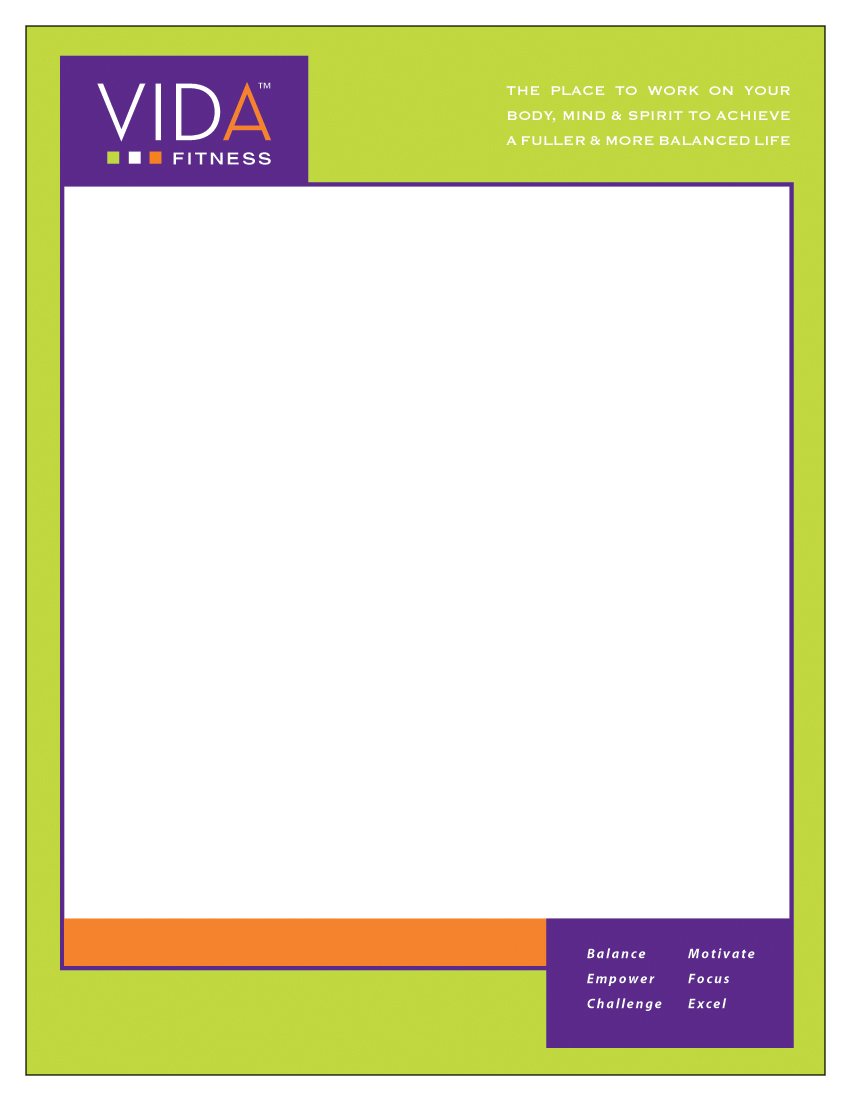 VIDA™
FITNESS
THE PLACE TO WORK ON YOUR
BODY, MIND & SPIRIT TO ACHIEVE
A FULLER & MORE BALANCED LIFE
Balance Motivate
Empower Focus
Challenge Excel